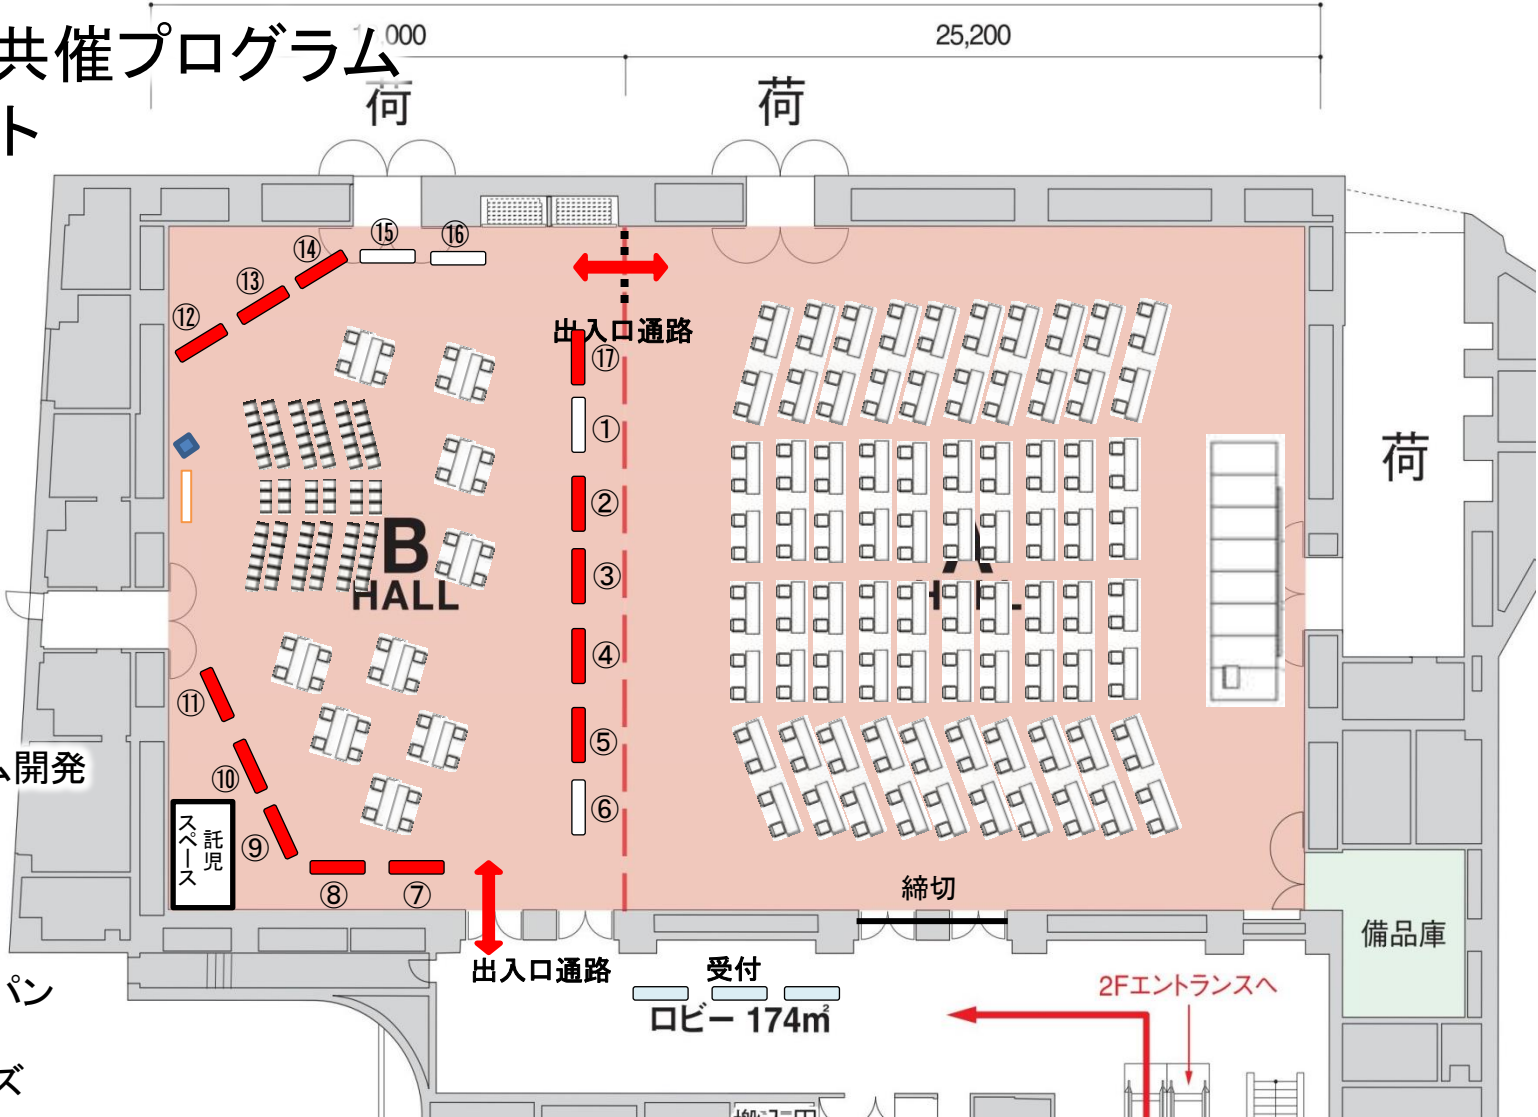 共催プログラム
ト
000
25,200
荷
荷
⑮
⑯
⑭
⑬
⑫
出入口通路
⑰
①
②
B
HALL
A
③
④
⑤
⑥
荷
⑪
⑩
ム開発
託児
スペース
⑨
⑧
⑦
締切
備品庫
出入口通路
受付
パン
2Fエントランスへ
ロビー 174㎡
ズ